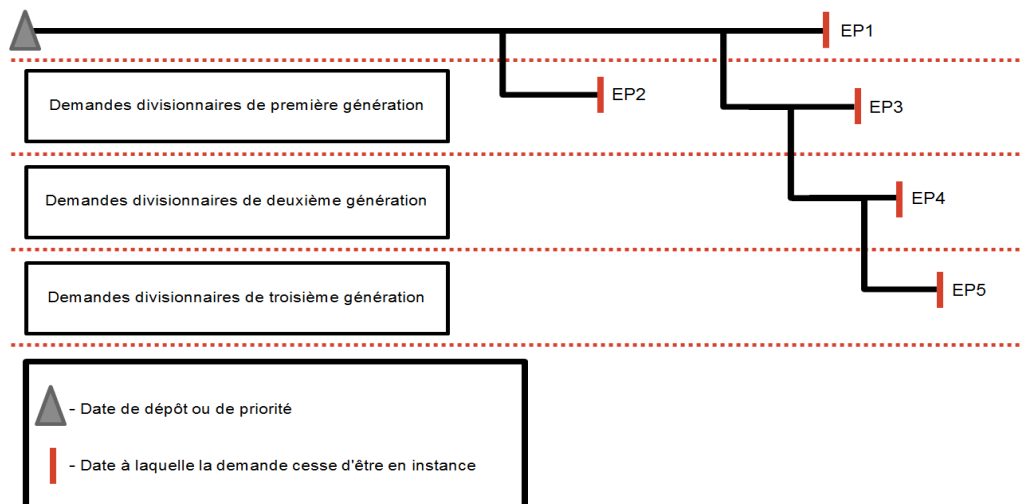 EP1
Demandes divisionnaires de première génération
EP2
EP3
Demandes divisionnaires de deuxième génération
EP4
Demandes divisionnaires de troisième génération
EP5
- Date de dépôt ou de priorité
- Date à laquelle la demande cesse d'être en instance